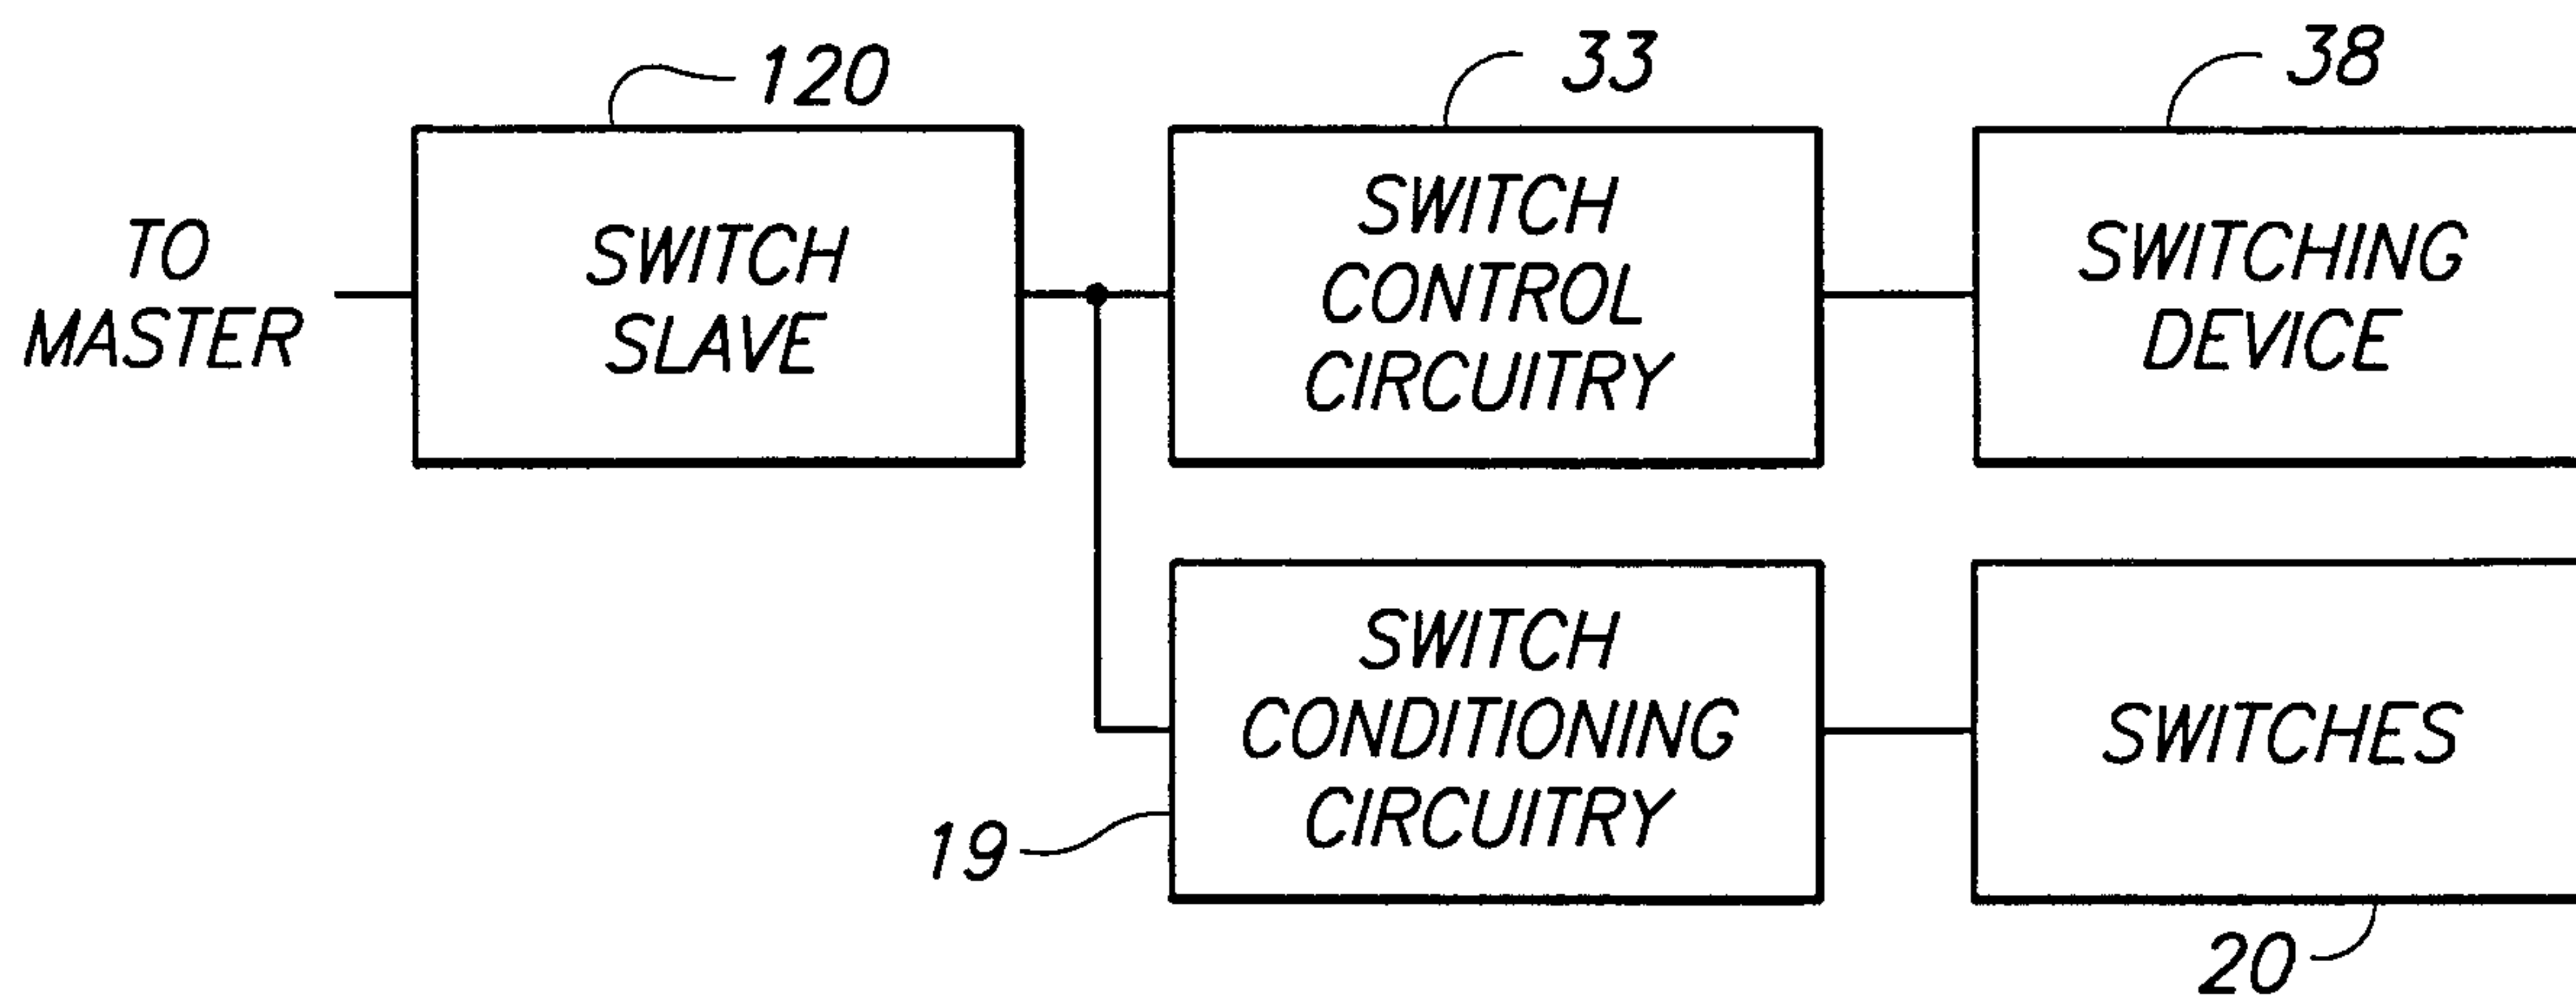 120
33
38
TO
MASTER
SWITCH
SLAVE
SWITCH
CONTROL
CIRCUITRY
SWITCHING
DEVICE
SWITCH
CONDITIONING
CIRCUITRY
SWITCHES
19
20